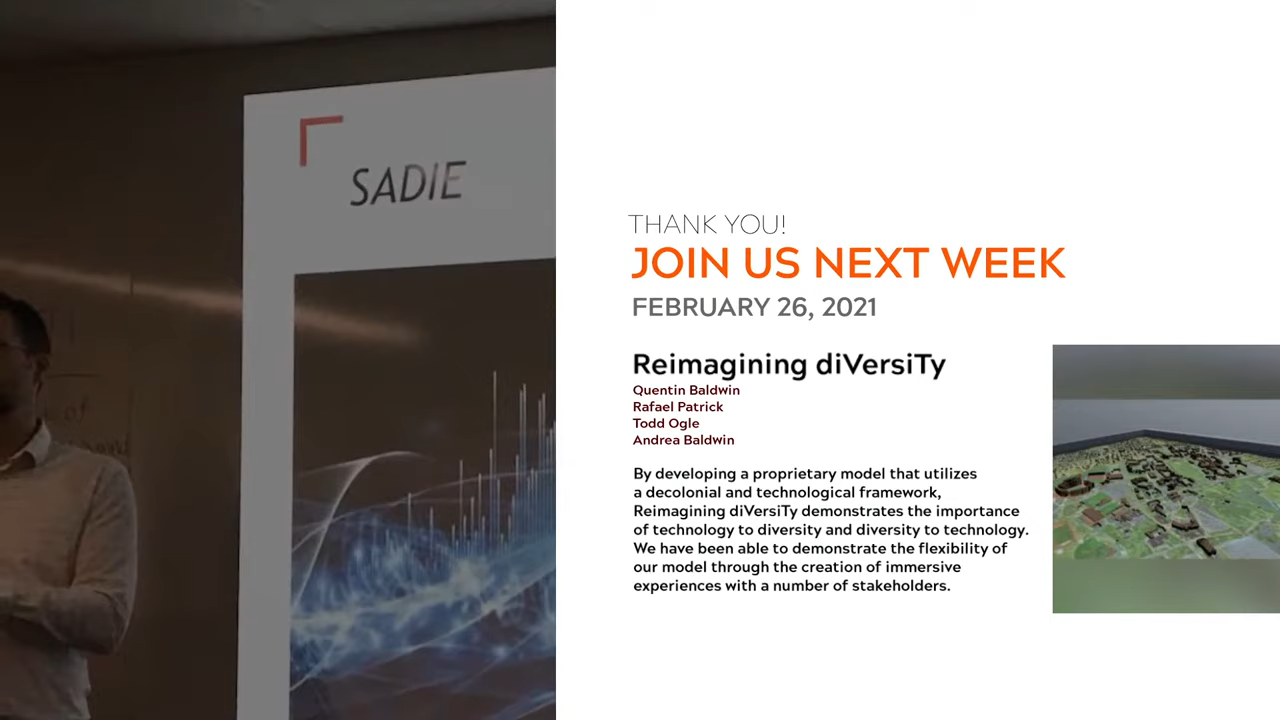 SADIE
THANK YOU!
JOIN US NEXT WEEK
FEBRUARY 26, 2021
Reimagining diVersiTy
Quentin Baldwin
Rafael Patrick
Todd Ogle
Andrea Baldwin
By developing a proprietary model that utilizes
a decolonial and technological framework,
Reimagining diVersiTy demonstrates the importance
of technology to diversity and diversity to technology.
We have been able to demonstrate the flexibility of
our model through the creation of immersive
experiences with a number of stakeholders.